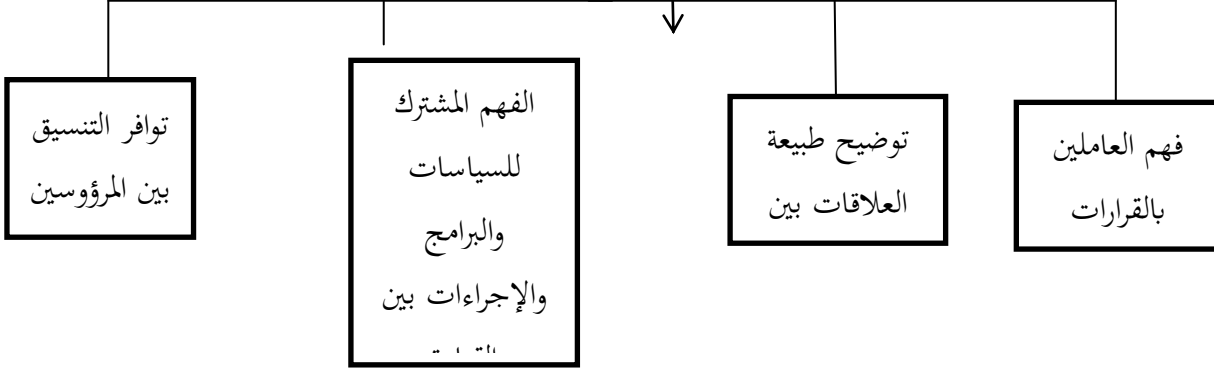 فهم العاملين
بالقرارات
توضيح طبيعة
العلاقات بين
الفهم المشترك
للسياسات
والبرامج
والإجراءات بين
توافر التنسيق
بين المرؤوسين